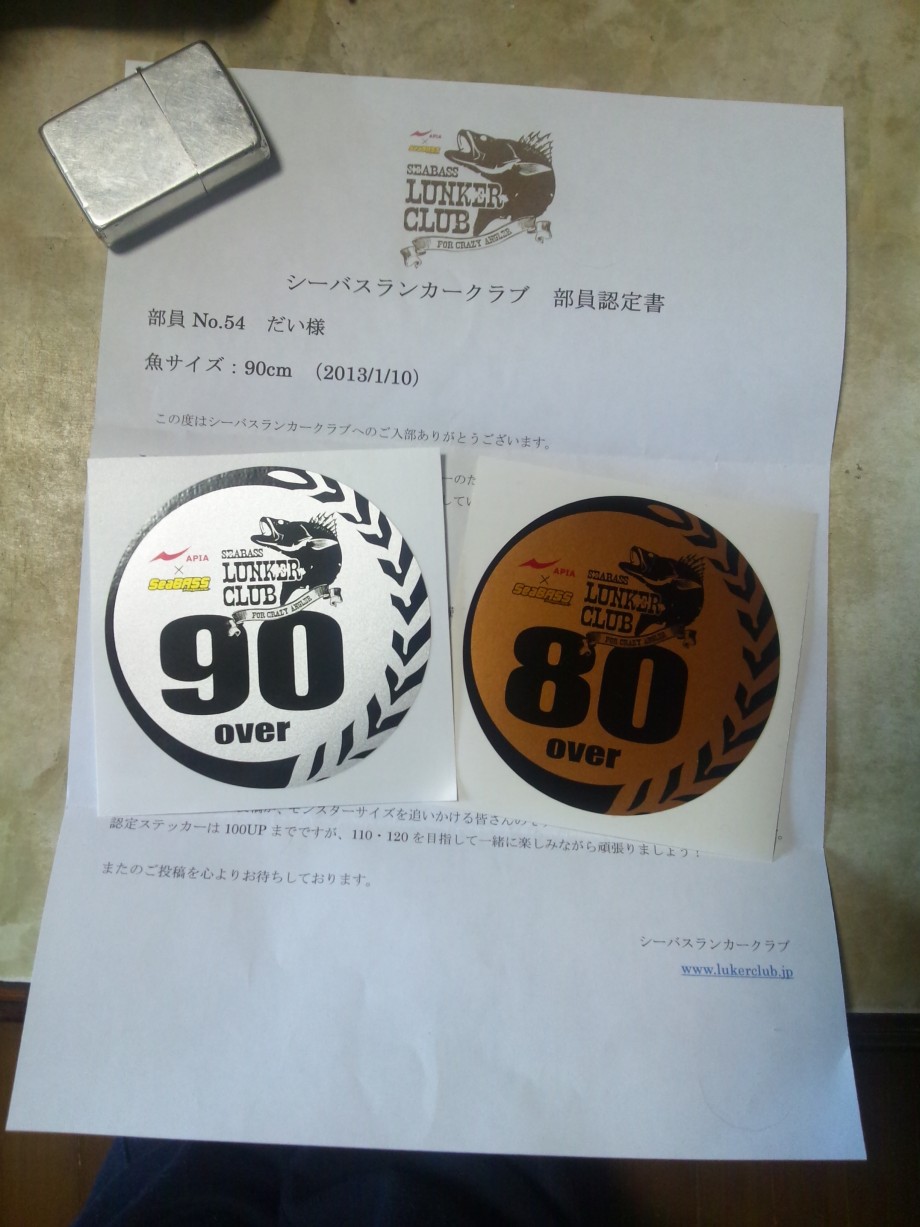 APIA
×
SeaBASS
SEABASS
LUNKER
CLUB
FOR CRAZY ANGLER
シーバスランカークラブ 部員認定書
部員 No.54 だい様
魚サイズ：90cm (2013/1/10)
この度はシーバスランカークラブへのご入部ありがとうございます。
APIA
×
SeaBASS
SEABASS
LUNKER
CLUB
FOR CRAZY ANGLER
90
over
APIA
×
SeaBASS
SEABASS
LUNKER
CLUB
FOR CRAZY ANGLER
80
over
モンスターサイズを追いかける皆さんの
認定ステッカーは 100UP までですが、110・120 を目指して一緒に楽しみながら頑張りましょう！
またのご投稿を心よりお待ちしております。
シーバスランカークラブ
www.lukerclub.jp